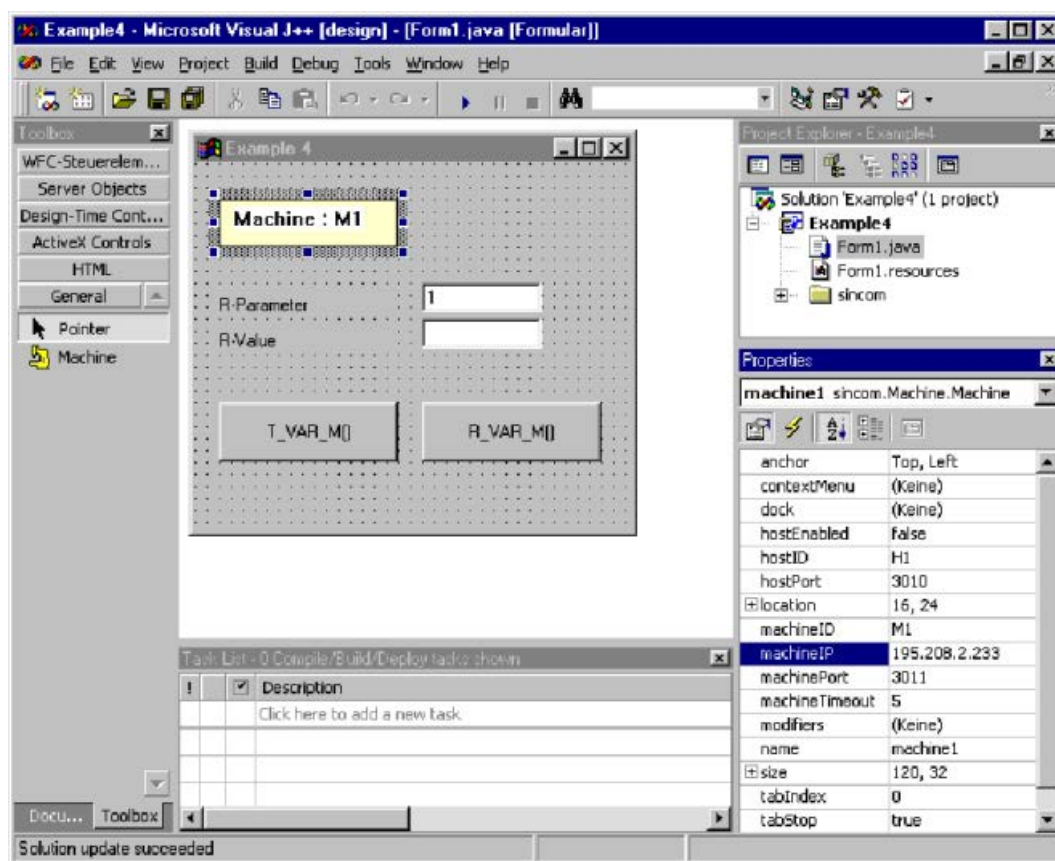 Example4 - Microsoft Visual J++ [design] - [Form1.java [Formular]]
File Edit View Project Build Debug Tools Window Help
Toolbox
WFC-Steuerelem...
Server Objects
Design-Time Cont...
ActiveX Controls
HTML
General
Pointer
Machine
Docu... Toolbox
Example 4
Machine : M1
R-Parameter 1
R-Value
T_VAR_M() R_VAR_M()
Task List - 0 Compile/Build/Deploy tasks shown
! Description
Click here to add a new task
Project Explorer - Example4
Solution 'Example4' (1 project)
Example4
Form1.java
Form1.resources
sincom
Properties
machine1 sincom.Machine.Machine
anchor Top, Left
contextMenu (Keine)
dock (Keine)
hostEnabled false
hostID H1
hostPort 3010
location 16, 24
machineID M1
machineIP 195.208.2.233
machinePort 3011
machineTimeout 5
modifiers (Keine)
name machine1
size 120, 32
tabIndex 0
tabStop true
Solution update succeeded